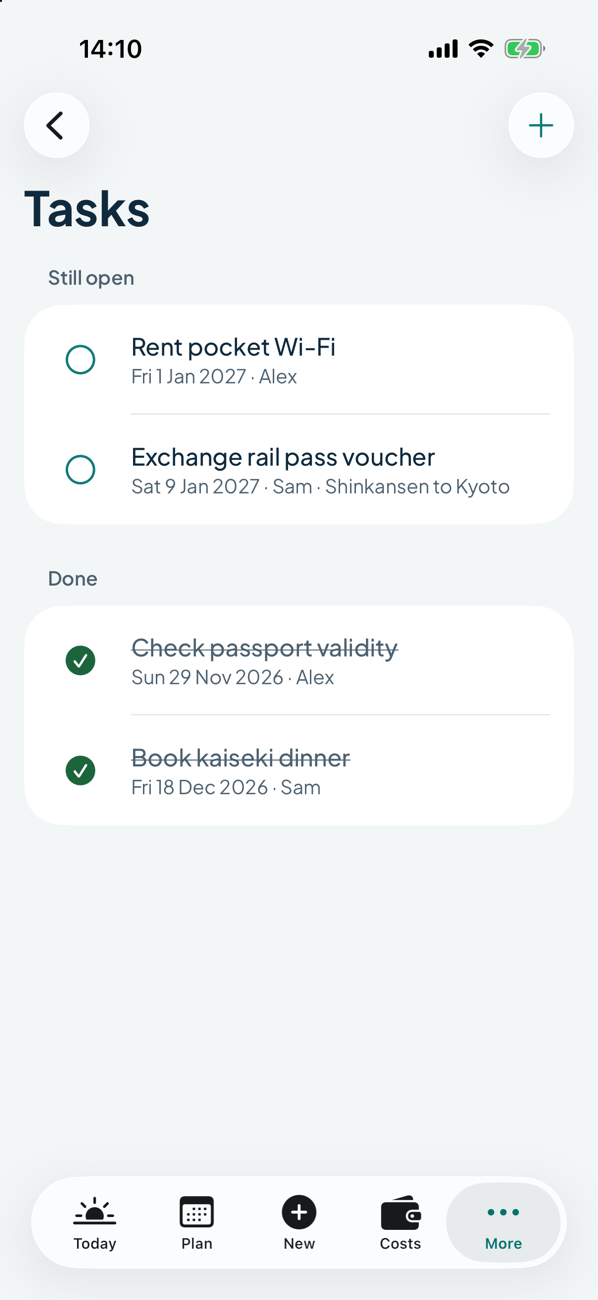 14:10
Tasks
Still open
Rent pocket Wi-Fi
Fri 1 Jan 2027 · Alex
Exchange rail pass voucher
Sat 9 Jan 2027 · Sam · Shinkansen to Kyoto
Done
Check passport validity
Sun 29 Nov 2026 · Alex
Book kaiseki dinner
Fri 18 Dec 2026 · Sam
Today Plan New Costs More